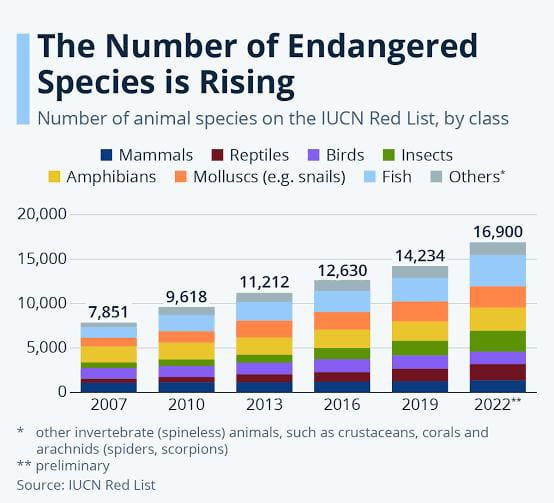 The Number of Endangered
Species is Rising
Number of animal species on the IUCN Red List, by class
Mammals Reptiles Birds Insects
Amphibians Molluscs (e.g. snails) Fish Others*
20,000
15,000
10,000
5,000
0
7,851
9,618
11,212
12,630
14,234
16,900
2007 2010 2013 2016 2019 2022**
* other invertebrate (spineless) animals, such as crustaceans, corals and
arachnids (spiders, scorpions)
** preliminary
Source: IUCN Red List